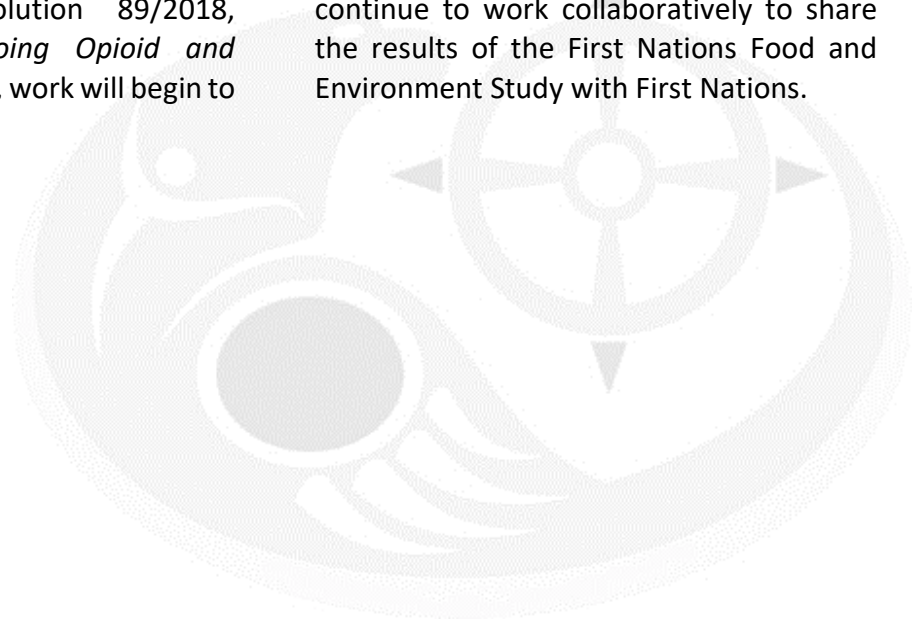 olution 89/2018,
ping Opioid and
, work will begin to
continue to work collaboratively to share
the results of the First Nations Food and
Environment Study with First Nations.